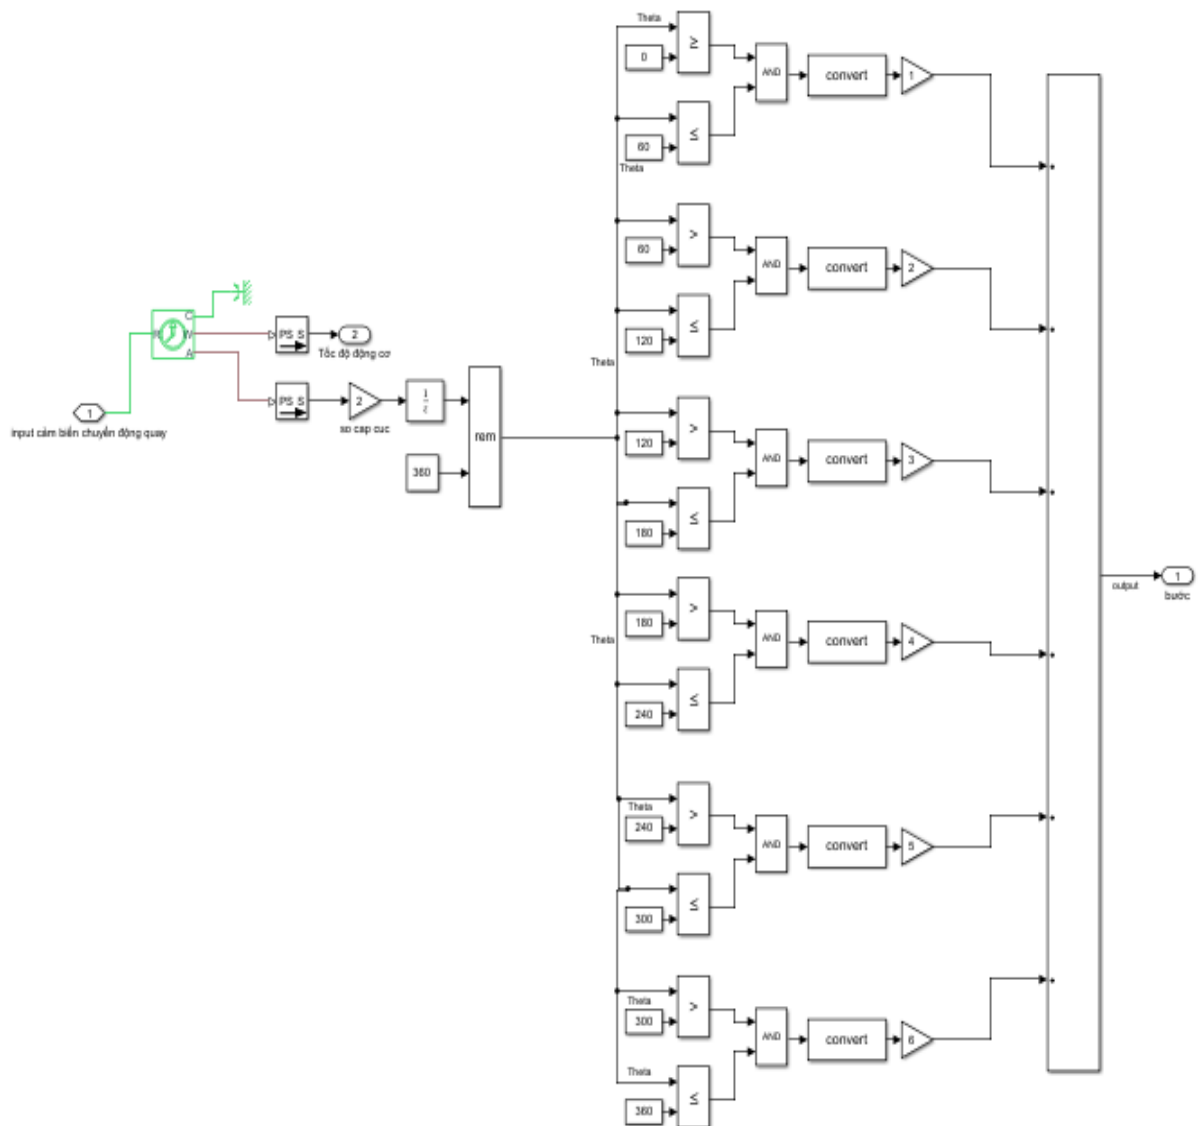 Theta
0
≥
AND
convert
1
60
≤
Theta
60
>
AND
convert
2
120
≤
C
R
W
A
PS S
2
Tốc độ động cơ
Theta
1
input cảm biến chuyển động quay
PS S
2
so cap cuc
360
rem
120
>
AND
convert
3
180
≤
180
>
AND
convert
4
Theta
240
≤
output
1
bước
Theta
240
>
AND
convert
5
300
≤
Theta
300
>
AND
convert
6
Theta
360
≤
+
+
+
+
+
+